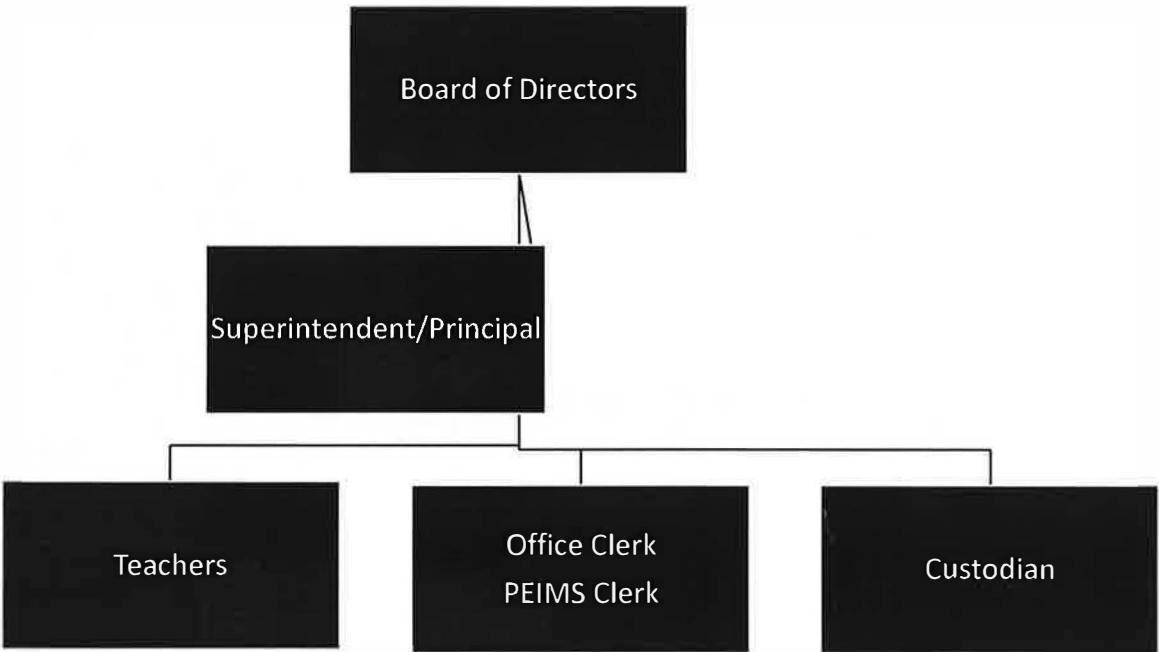 Board of Directors
Superintendent/Principal
Teachers
Office Clerk
PEIMS Clerk
Custodian